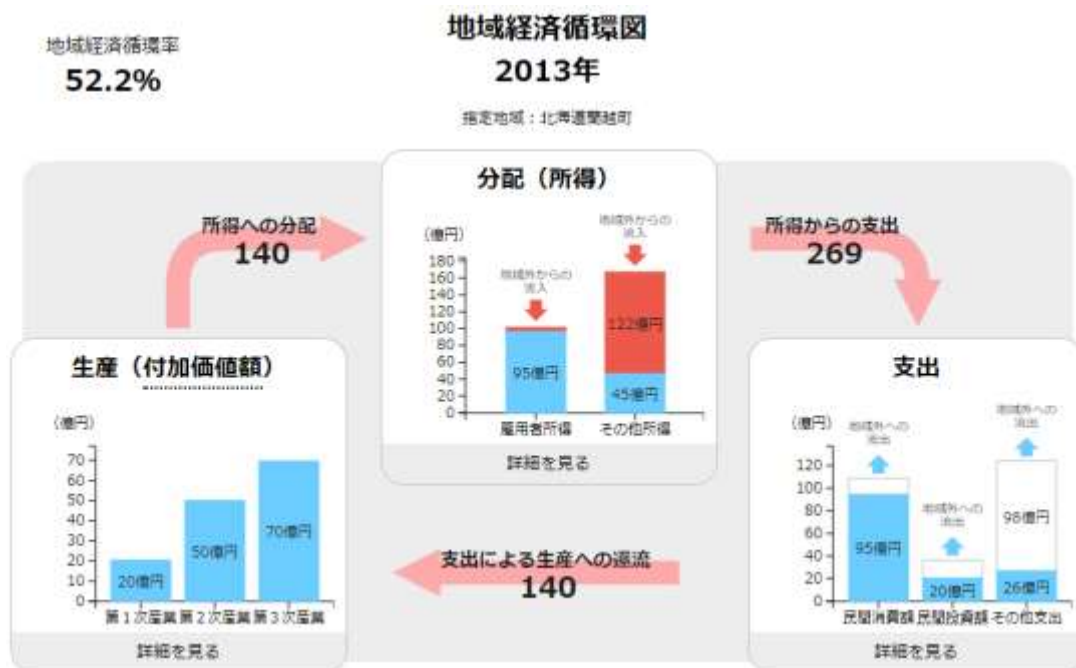 地域経済循環図
2013年
指定地域：北海道蘭越町
地域経済循環率
52.2%
所得への分配
140
分配（所得）
（億円）
180
160
140
120
100
80
60
40
20
0
地域外からの
流入
地域外からの
流入
95億円
122億円
45億円
雇用者所得
その他所得
詳細を見る
所得からの支出
269
生産（付加価値額）
（億円）
70
60
50
40
30
20
10
0
20億円
50億円
70億円
第１次産業
第２次産業
第３次産業
詳細を見る
支出による生産への還流
140
支出
（億円）
120
100
80
60
40
20
0
地域外への
流出
地域外への
流出
地域外への
流出
95億円
20億円
98億円
26億円
民間消費額
民間投資額
その他支出
詳細を見る